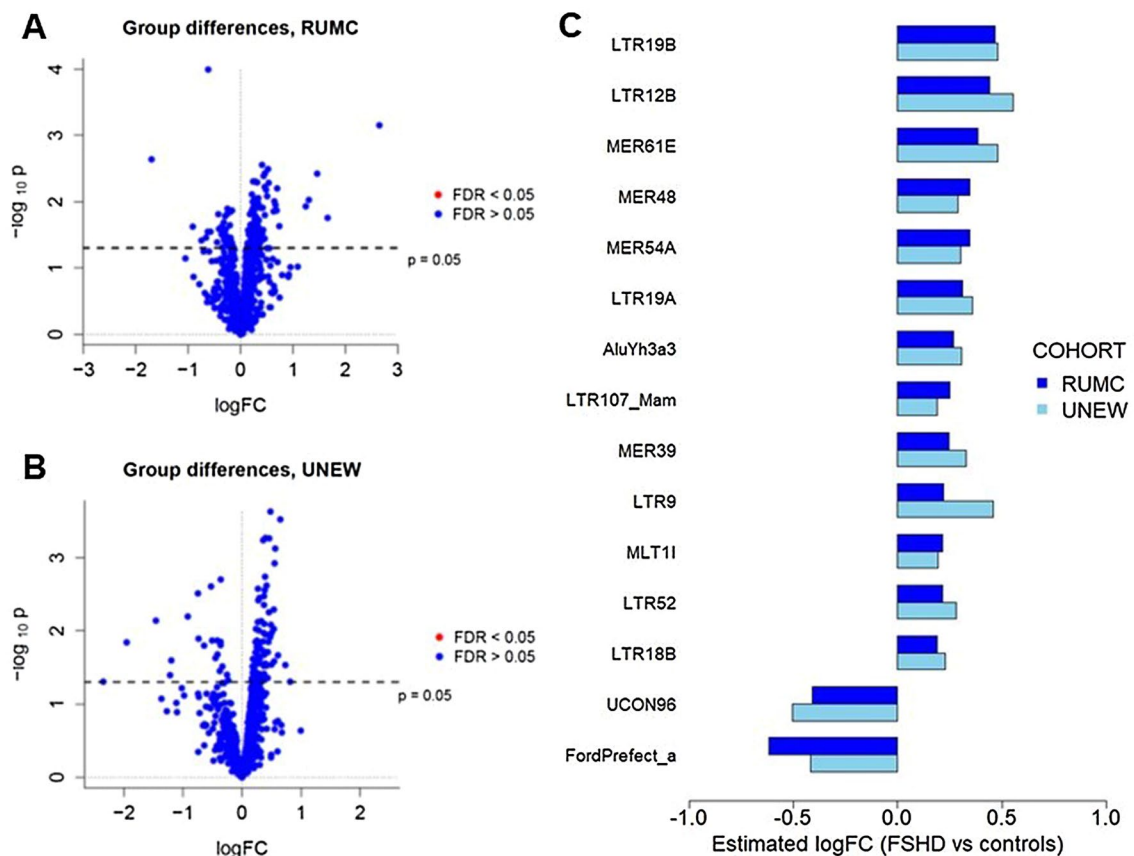 A
Group differences, RUMC
4
3
2
1
0
−log 10 p
−3 −2 −1 0 1 2 3
logFC
FDR < 0.05
FDR > 0.05
p = 0.05
B
Group differences, UNEW
3
2
1
0
−log 10 p
−2 −1 0 1 2
logFC
FDR < 0.05
FDR > 0.05
p = 0.05
C
LTR19B
LTR12B
MER61E
MER48
MER54A
LTR19A
AluYh3a3
LTR107_Mam
MER39
LTR9
MLT1I
LTR52
LTR18B
UCON96
FordPrefect_a
COHORT
RUMC
UNEW
-1.0 -0.5 0.0 0.5 1.0
Estimated logFC (FSHD vs controls)